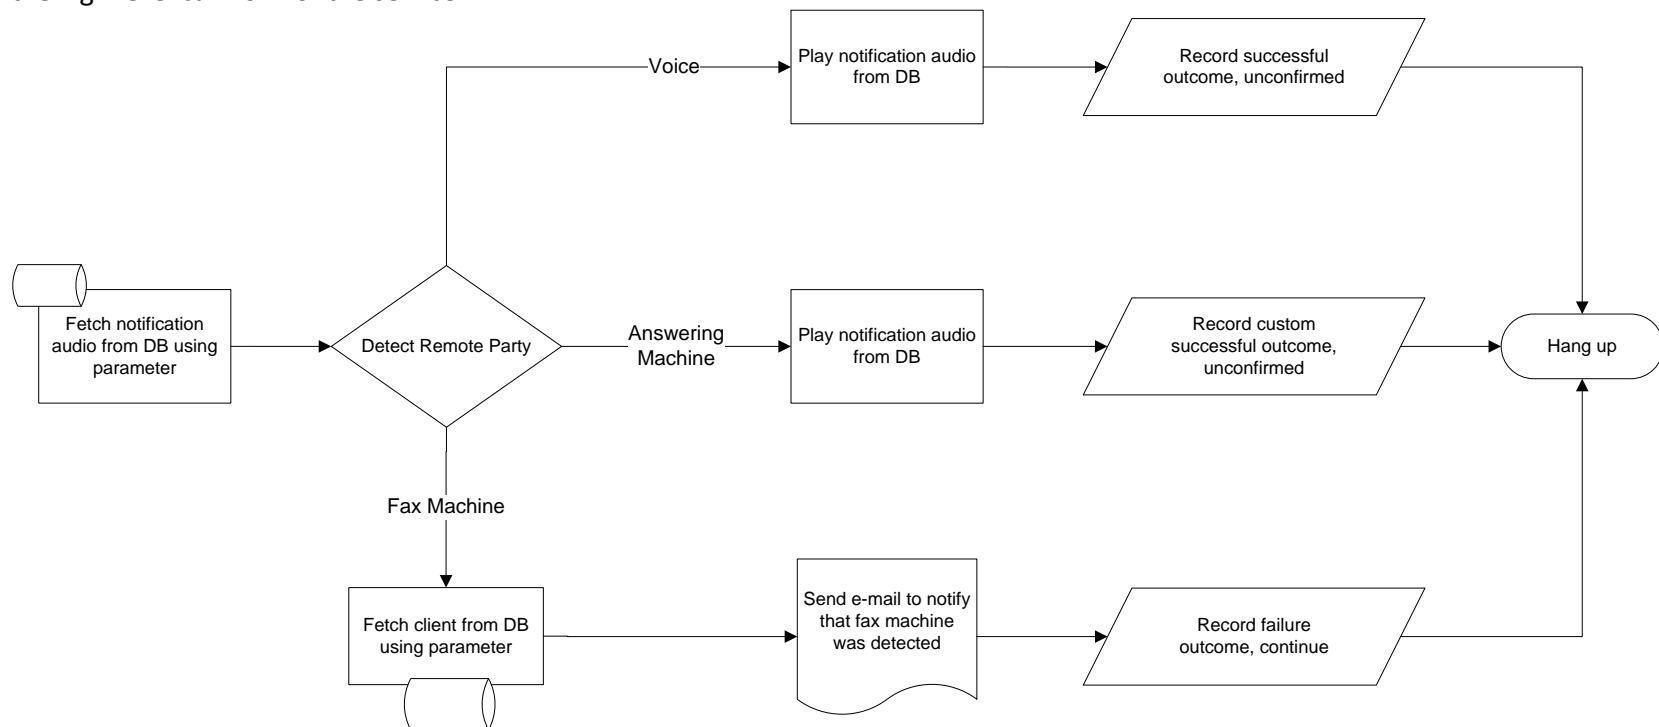 Voice
Play notification audio
from DB
Record successful
outcome, unconfirmed
Fetch notification
audio from DB using
parameter
Detect Remote Party
Answering
Machine
Play notification audio
from DB
Record custom
successful outcome,
unconfirmed
Hang up
Fax Machine
Fetch client from DB
using parameter
Send e-mail to notify
that fax machine
was detected
Record failure
outcome, continue